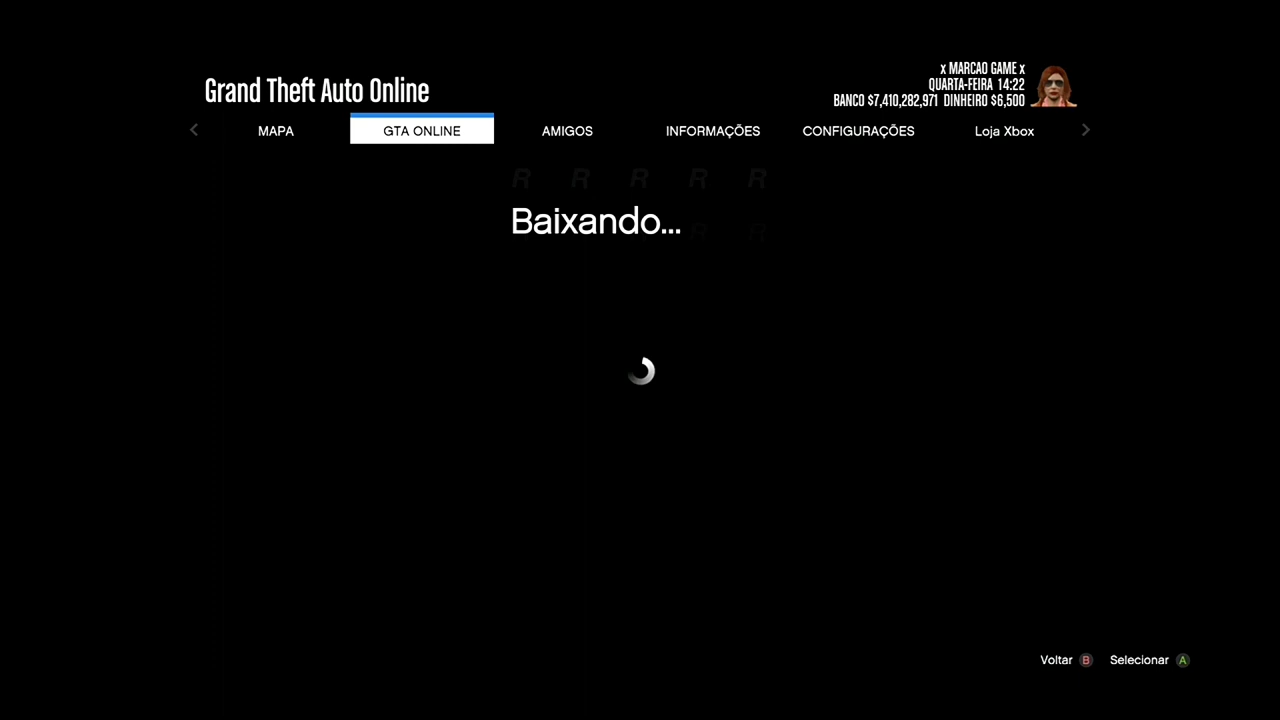 Grand Theft Auto Online
x MARCAO GAME x
QUARTA-FEIRA 14:22
BANCO $7,410,282,971 DINHEIRO $6,500
MAPA GTA ONLINE AMIGOS INFORMAÇÕES CONFIGURAÇÕES Loja Xbox
R R R R R
Baixando... R R
Voltar B Selecionar A